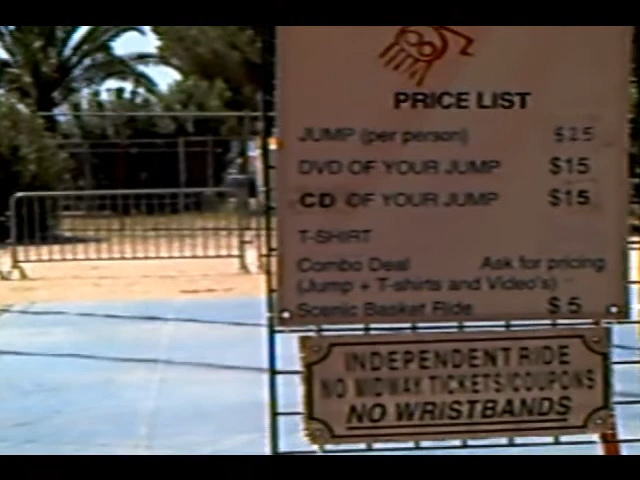 PRICE LIST
JUMP (per person) $25
DVD OF YOUR JUMP $15
CD OF YOUR JUMP $15
T-SHIRT
Combo Deal Ask for pricing
(Jump + T-shirts and Video's)
Scenic Basket Ride $5
INDEPENDENT RIDE
NO MIDWAY TICKETS/COUPONS
NO WRISTBANDS